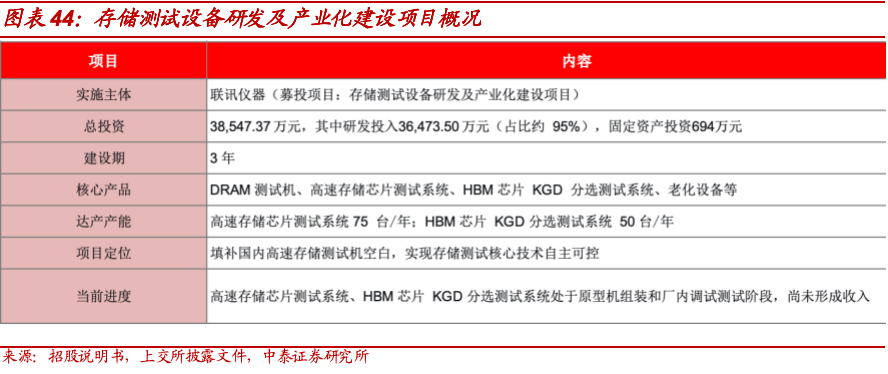 图表 44：存储测试设备研发及产业化建设项目概况
项目 内容
实施主体 联讯仪器（募投项目：存储测试设备研发及产业化建设项目）
总投资 38,547.37 万元，其中研发投入36,473.50 万元（占比约 95%），固定资产投资694万元
建设期 3 年
核心产品 DRAM 测试机、高速存储芯片测试系统、HBM 芯片 KGD 分选测试系统、老化设备等
达产产能 高速存储芯片测试系统 75 台/年；HBM 芯片 KGD 分选测试系统 50 台/年
项目定位 填补国内高速存储测试机空白，实现存储测试核心技术自主可控
当前进度 高速存储芯片测试系统、HBM 芯片 KGD 分选测试系统处于原型机组装和厂内调试测试阶段，尚未形成收入
来源：招股说明书，上交所披露文件，中泰证券研究所